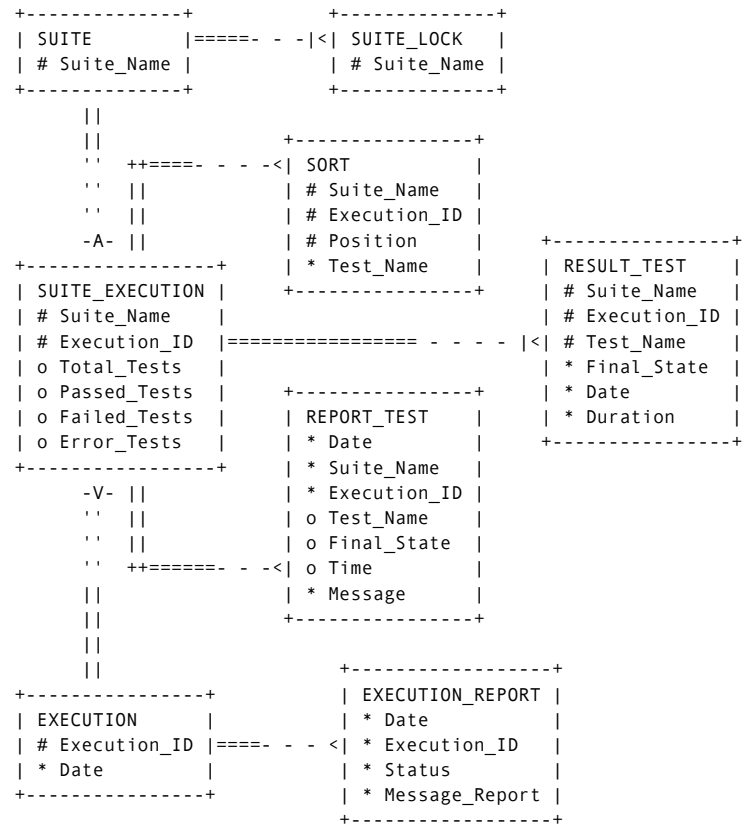 SUITE
# Suite_Name
SUITE_LOCK
# Suite_Name
SORT
# Suite_Name
# Execution_ID
# Position
* Test_Name
SUITE_EXECUTION
# Suite_Name
# Execution_ID
o Total_Tests
o Passed_Tests
o Failed_Tests
o Error_Tests
RESULT_TEST
# Suite_Name
# Execution_ID
# Test_Name
* Final_State
* Date
* Duration
REPORT_TEST
* Date
* Suite_Name
* Execution_ID
o Test_Name
o Final_State
o Time
* Message
EXECUTION
# Execution_ID
* Date
EXECUTION_REPORT
* Date
* Execution_ID
* Status
* Message_Report